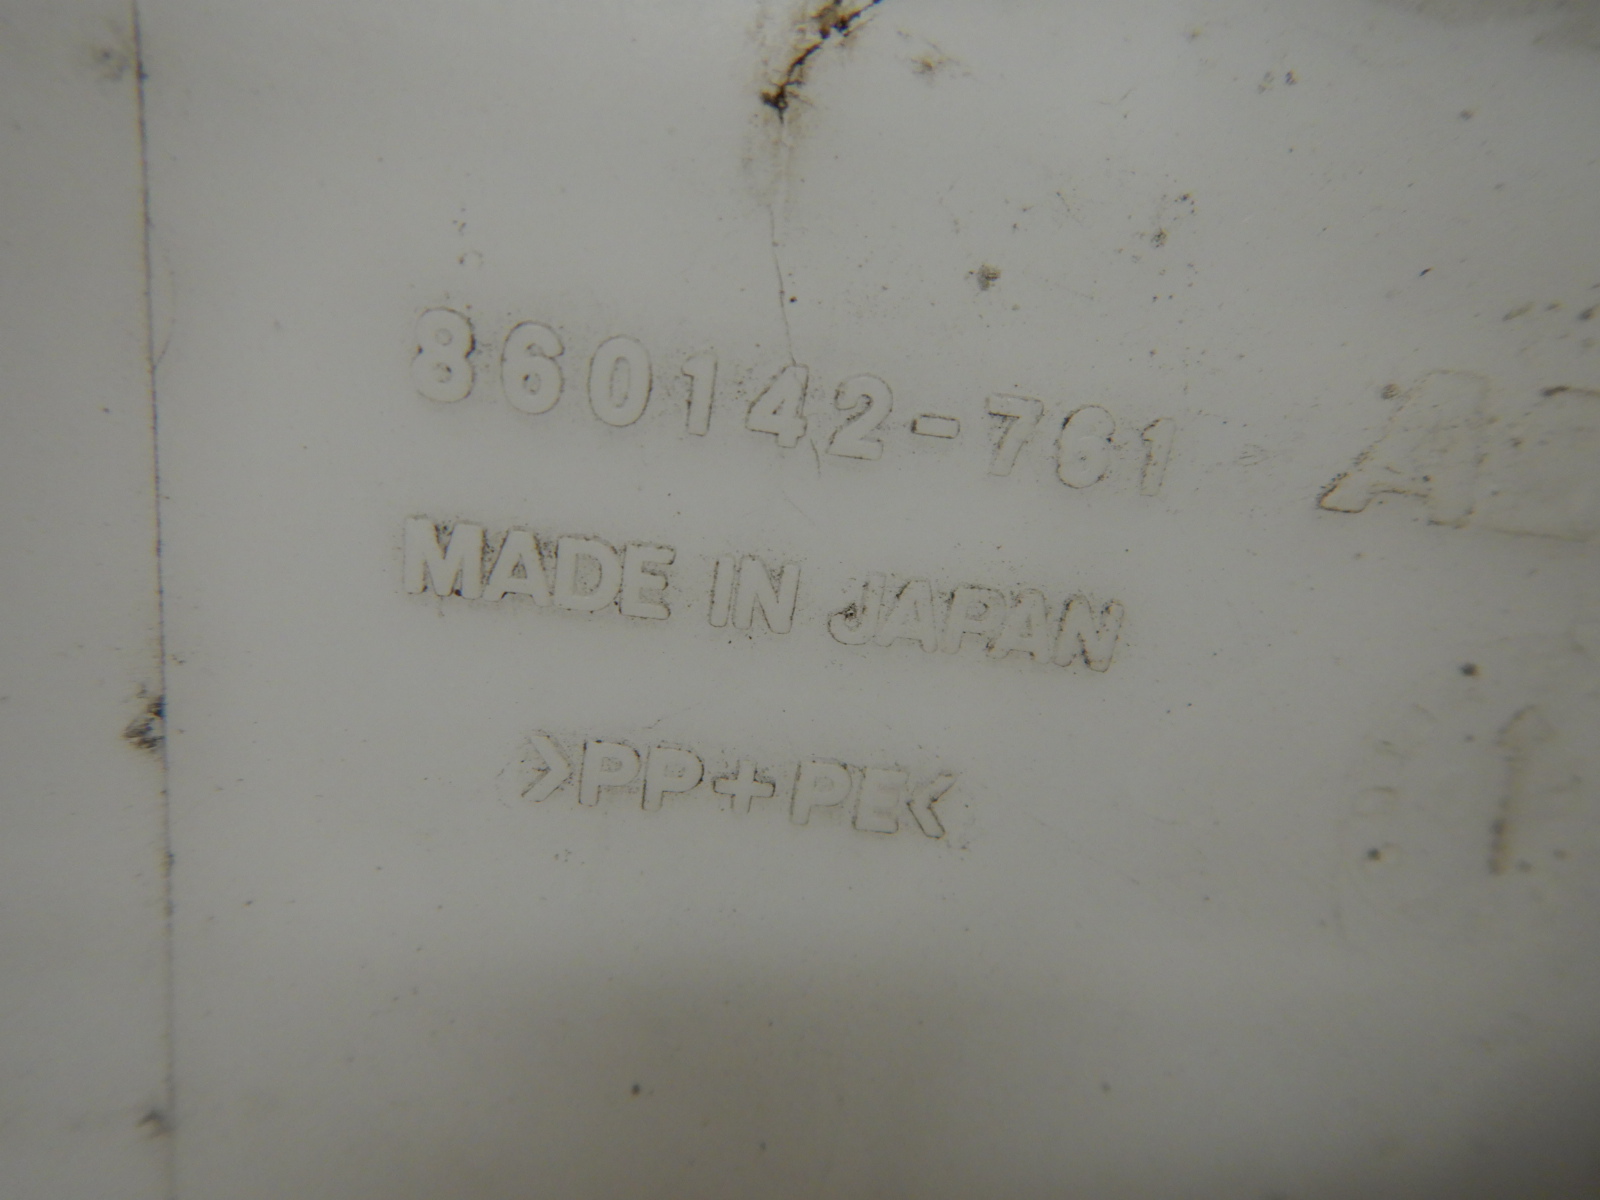 860142-761
MADE IN JAPAN
>PP+PE<